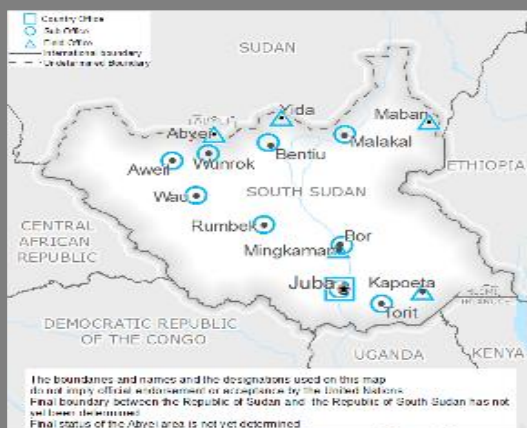 Country Office
Sub Office
Field Office
International boundary
Undetermined Boundary
SUDAN
Yida
Maban
Abyei
Malakal
Bentiu
Wunrok
Aweil
ETHIOPIA
Wau
SOUTH SUDAN
CENTRAL
AFRICAN
REPUBLIC
Rumbek
Bor
Mingkaman
Juba
Kapoeta
Torit
DEMOCRATIC REPUBLIC
OF THE CONGO
UGANDA
KENYA
The boundaries and names and the designations used on this map
do not imply official endorsement or acceptance by the United Nations
Final boundary between the Republic of Sudan and the Republic of South Sudan has not
yet been determined
Final status of the Abyei area is not yet determined